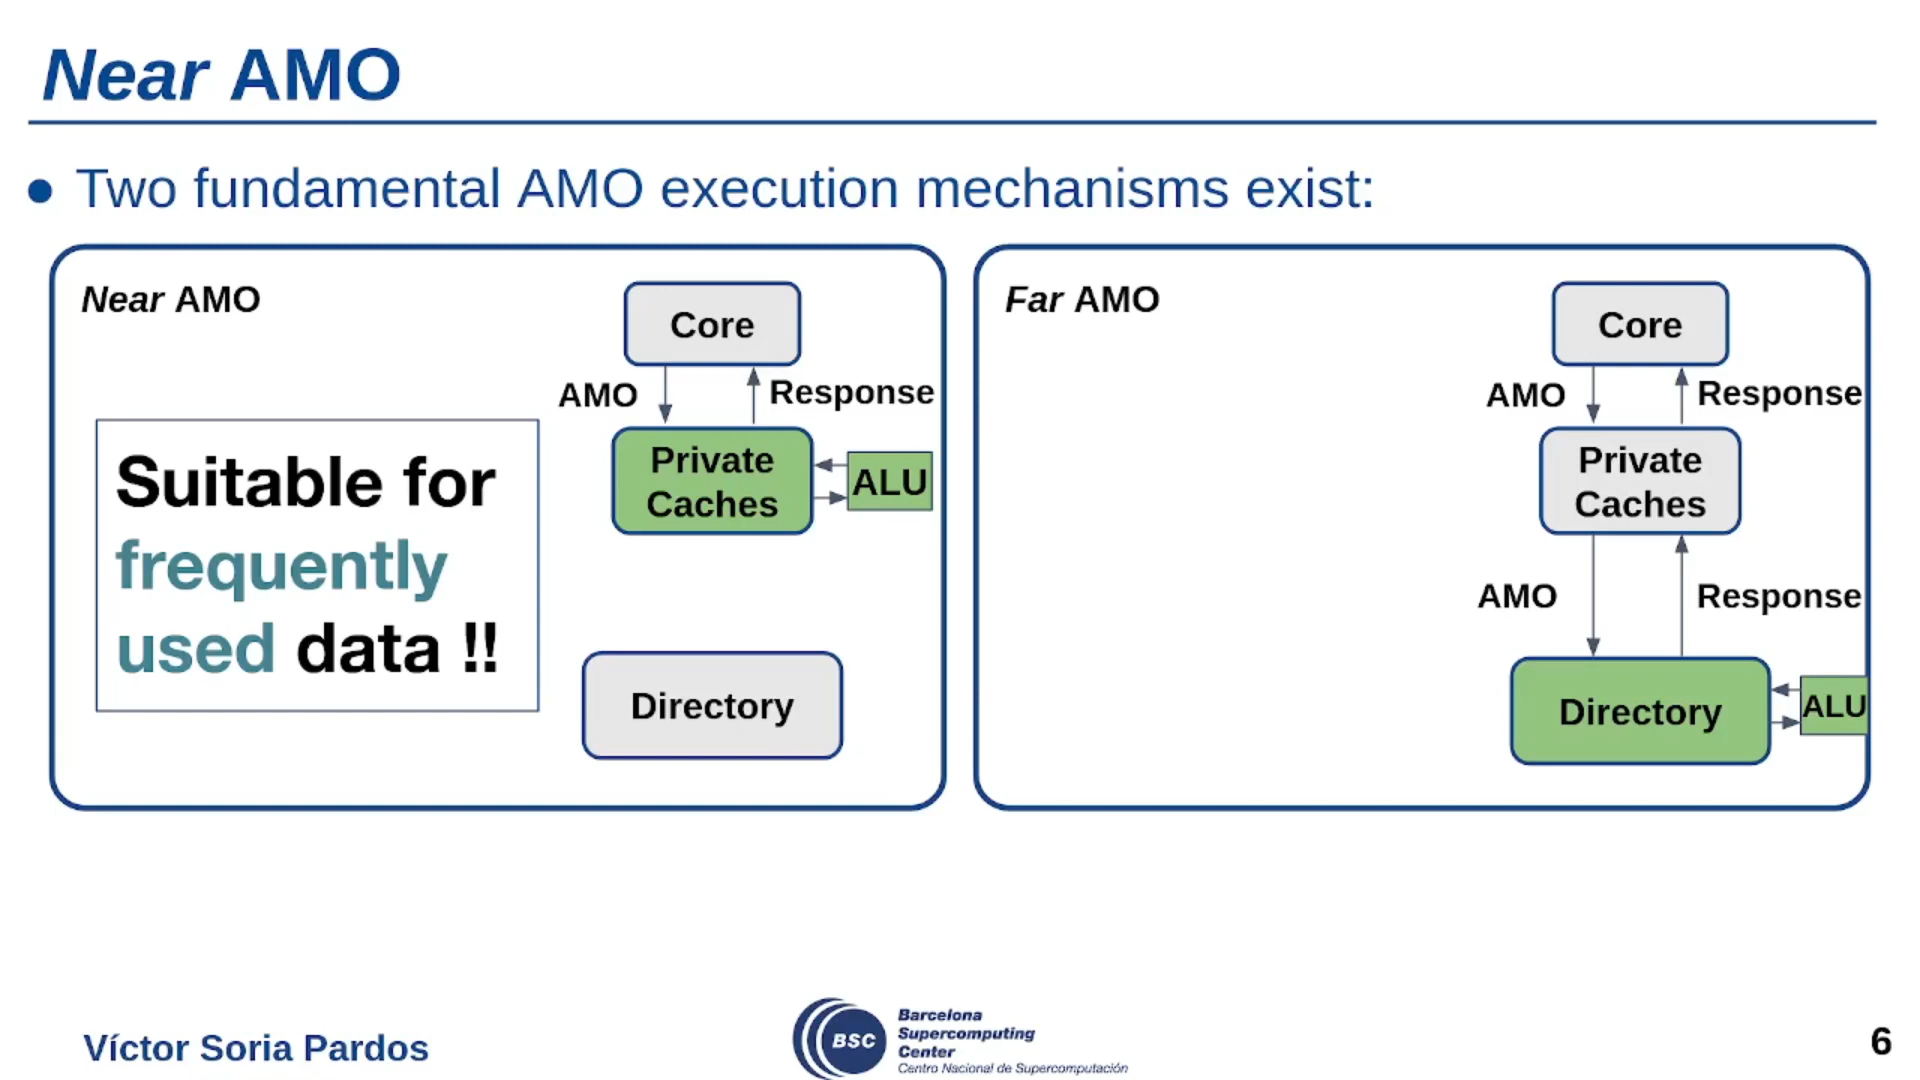 Near AMO
● Two fundamental AMO execution mechanisms exist:
Near AMO
Core
AMO
Response
Private
Caches
ALU
Suitable for
frequently
used data !!
Directory
Far AMO
Core
AMO
Response
Private
Caches
AMO
Response
Directory
ALU
Víctor Soria Pardos
BSC
Barcelona
Supercomputing
Center
Centro Nacional de Supercomputación
6